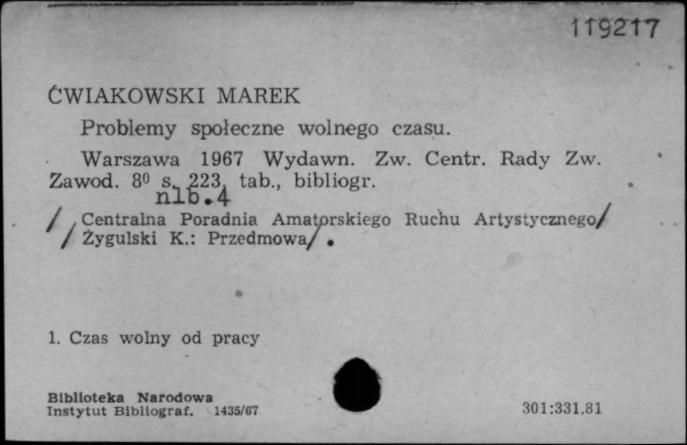 119217
ĆWIAKOWSKI MAREK
Problemy społeczne wolnego czasu.
Warszawa 1967 Wydawn. Zw. Centr. Rady Zw.
Zawod. 8⁰ s. 223, tab., bibliogr.
nlb.4
/ Centralna Poradnia Amatorskiego Ruchu Artystycznego/
/ Żygulski K.: Przedmowa/ .
1. Czas wolny od pracy
Biblioteka Narodowa
Instytut Bibliograf. 1435/67
301:331.81